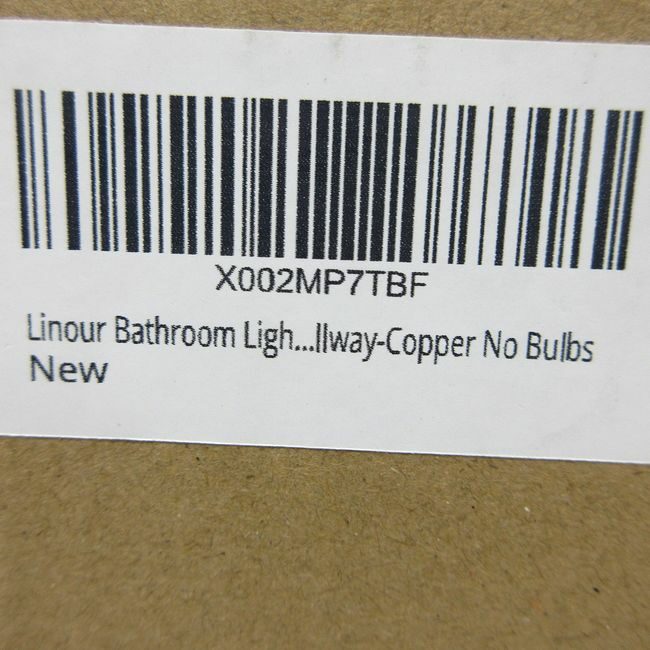 X002MP7TBF
Linour Bathroom Ligh...llway-Copper No Bulbs
New